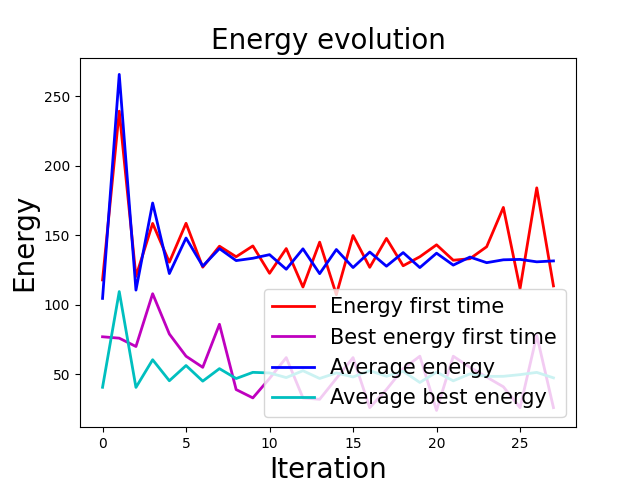 Energy evolution
Energy
250
200
150
100
50
Energy first time
Best energy first time
Average energy
Average best energy
0 5 10 15 20 25
Iteration